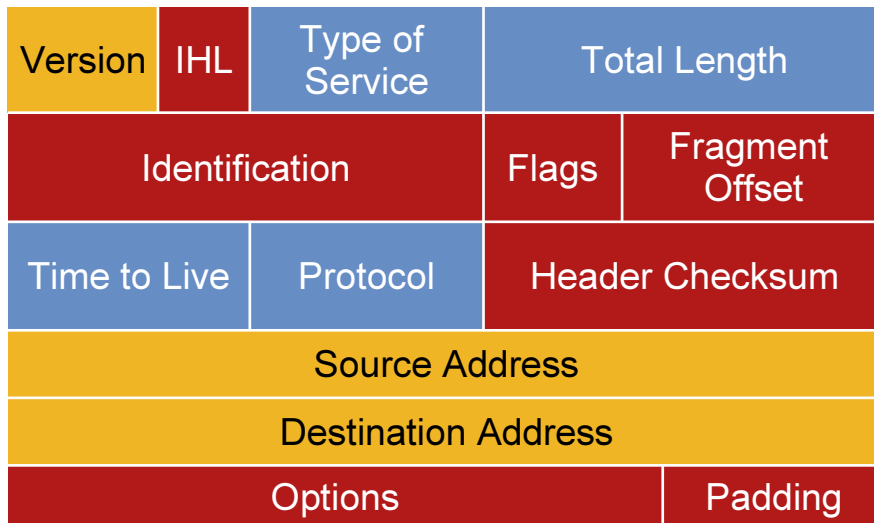 Version
IHL
Type of
Service
Total Length
Identification
Flags
Fragment
Offset
Time to Live
Protocol
Header Checksum
Source Address
Destination Address
Options
Padding